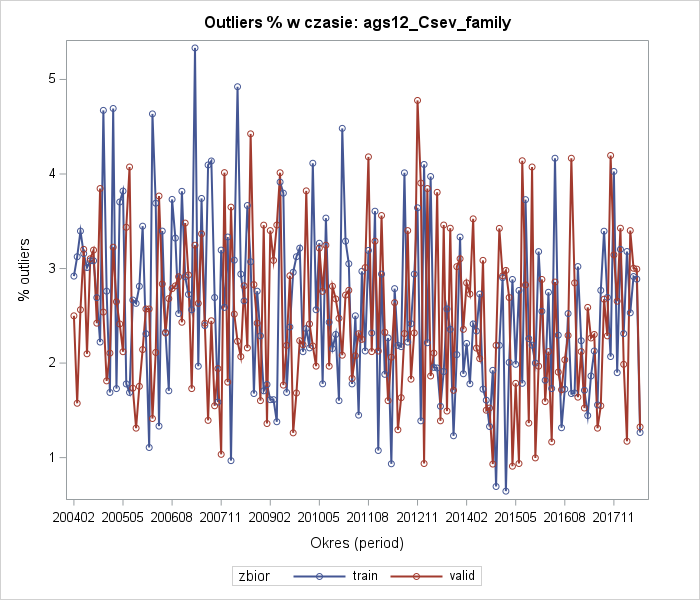 Outliers % w czasie: ags12_Csev_family
% outliers
5
4
3
2
1
200402 200505 200608 200711 200902 201005 201108 201211 201402 201505 201608 201711
Okres (period)
zbior train valid